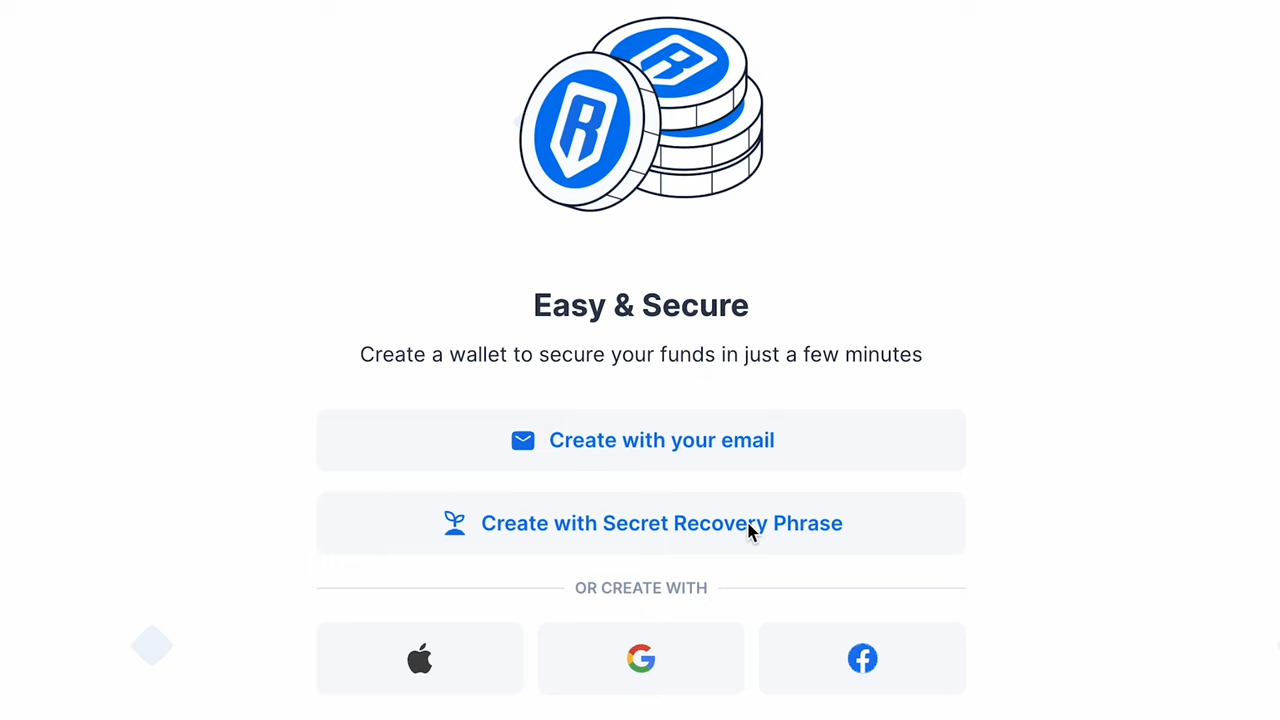 R
R
Easy & Secure
Create a wallet to secure your funds in just a few minutes
Create with your email
Create with Secret Recovery Phrase
OR CREATE WITH